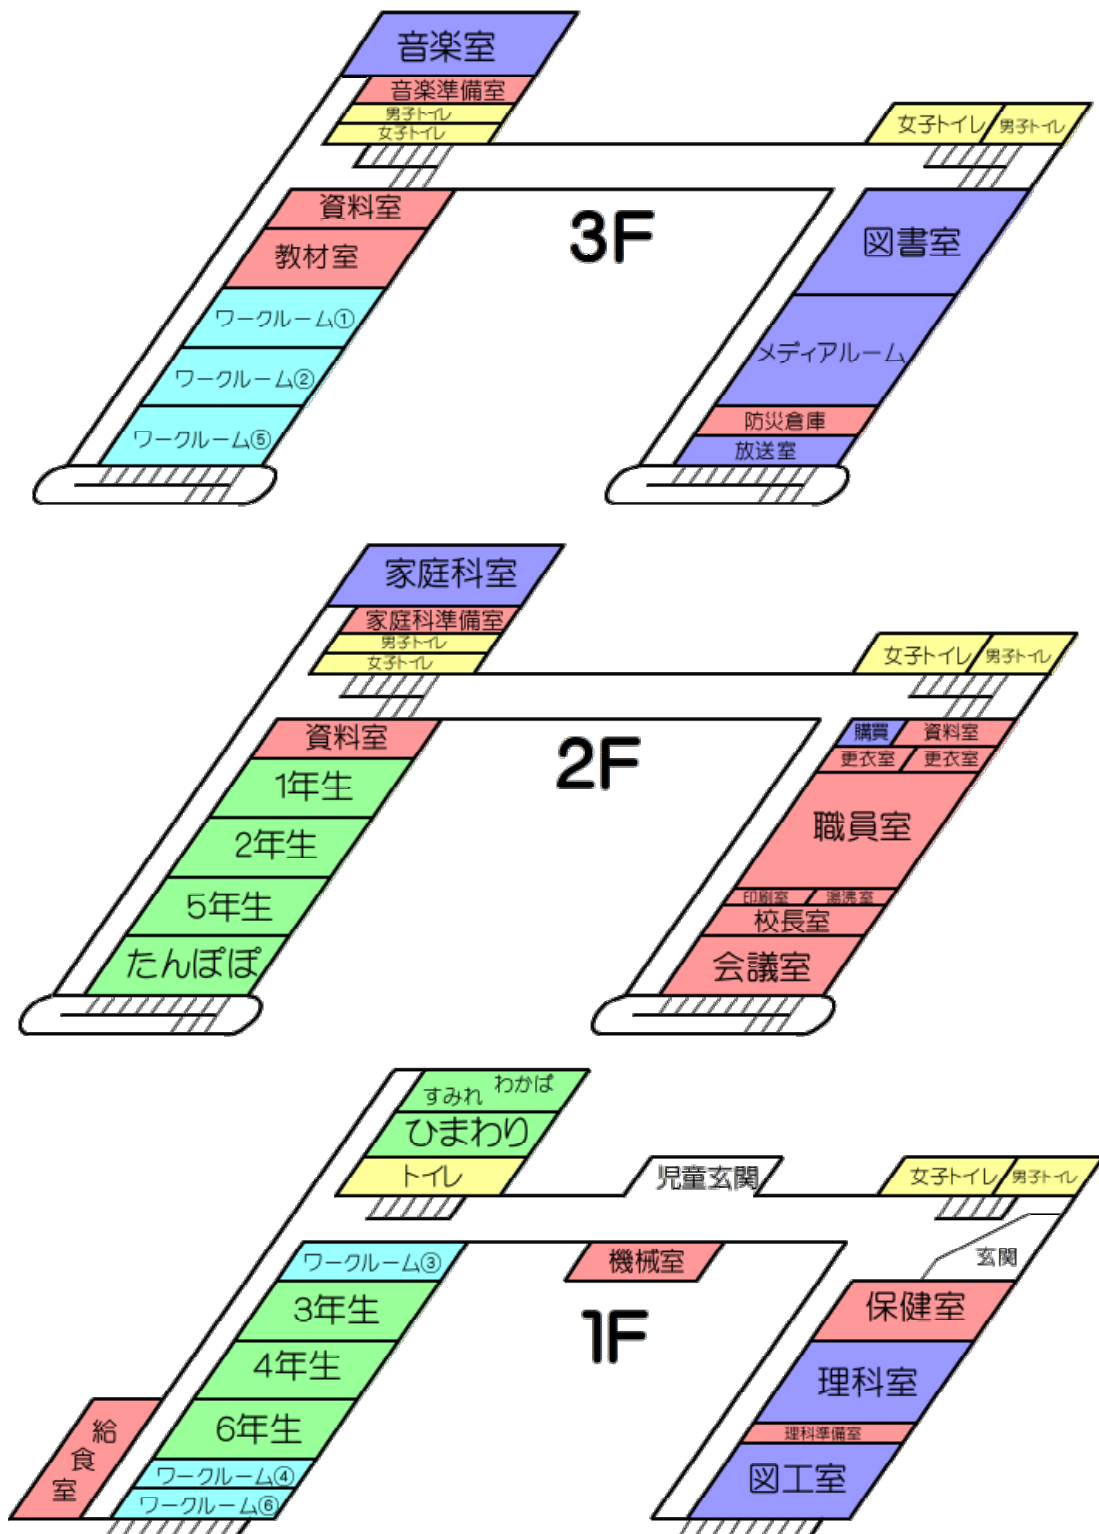 音楽室
音楽準備室
男子トイレ
女子トイレ
女子トイレ 男子トイレ
資料室
教材室
ワークルーム①
ワークルーム②
ワークルーム⑤
3F
図書室
メディアルーム
防災倉庫
放送室
家庭科室
家庭科準備室
男子トイレ
女子トイレ
女子トイレ 男子トイレ
資料室
1年生
2年生
5年生
たんぽぽ
2F
購買 資料室
更衣室 更衣室
職員室
印刷室 湯沸室
校長室
会議室
すみれ わかば
ひまわり
トイレ
児童玄関
女子トイレ 男子トイレ
玄関
ワークルーム③
3年生
4年生
6年生
ワークルーム④
ワークルーム⑥
給食室
機械室
1F
保健室
理科室
理科準備室
図工室